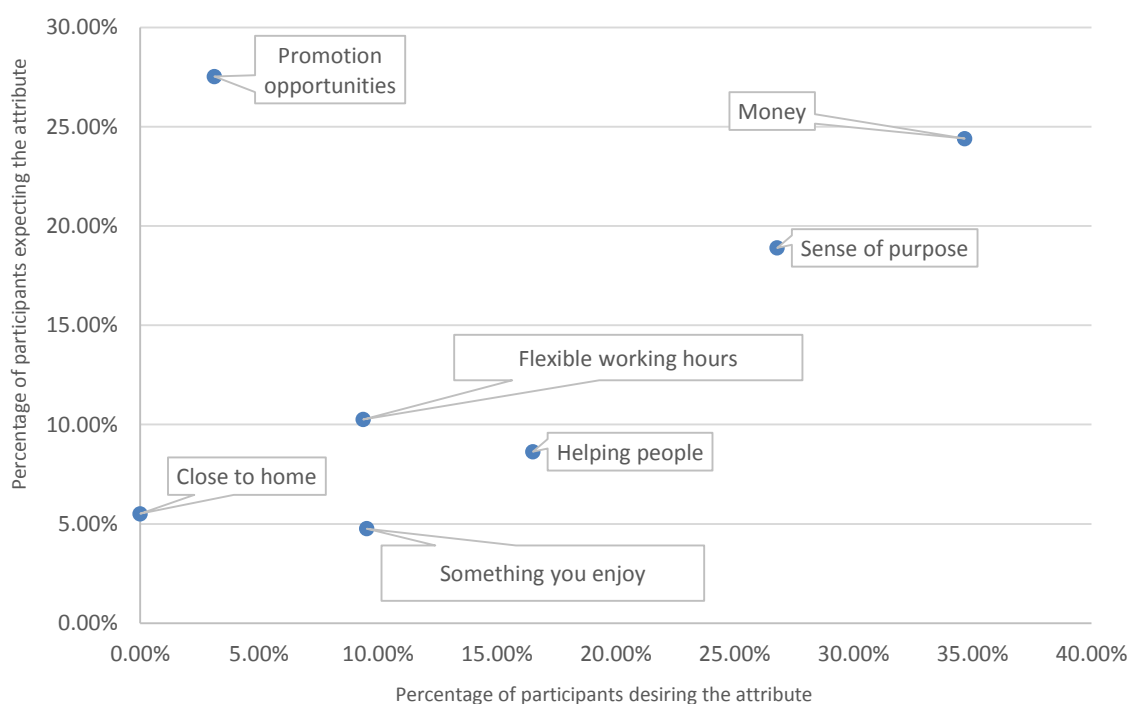 30.00%
Promotion
opportunities
25.00%
Money
20.00%
Sense of purpose
15.00%
Flexible working hours
10.00%
Helping people
Close to home
5.00%
Something you enjoy
0.00%
Percentage of participants expecting the attribute
0.00% 5.00% 10.00% 15.00% 20.00% 25.00% 30.00% 35.00% 40.00%
Percentage of participants desiring the attribute